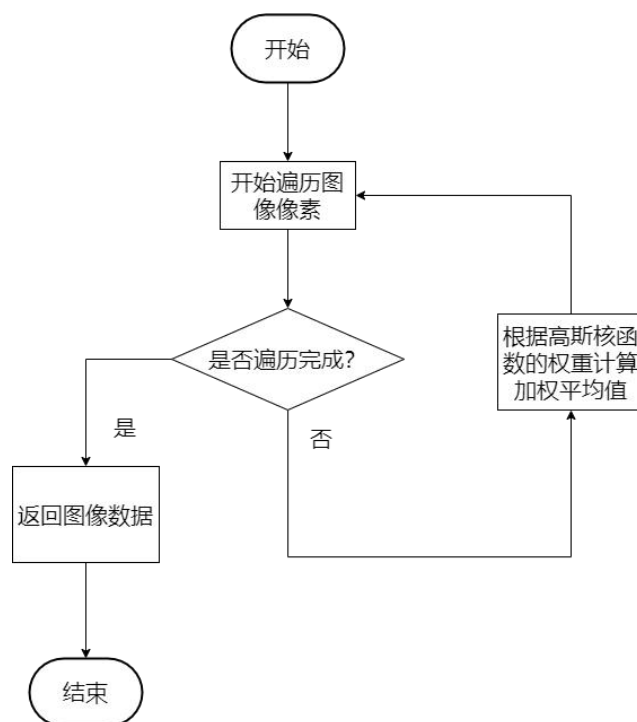 开始
开始遍历图
像像素
是否遍历完成?
根据高斯核函
数的权重计算
加权平均值
是
否
返回图像数据
结束